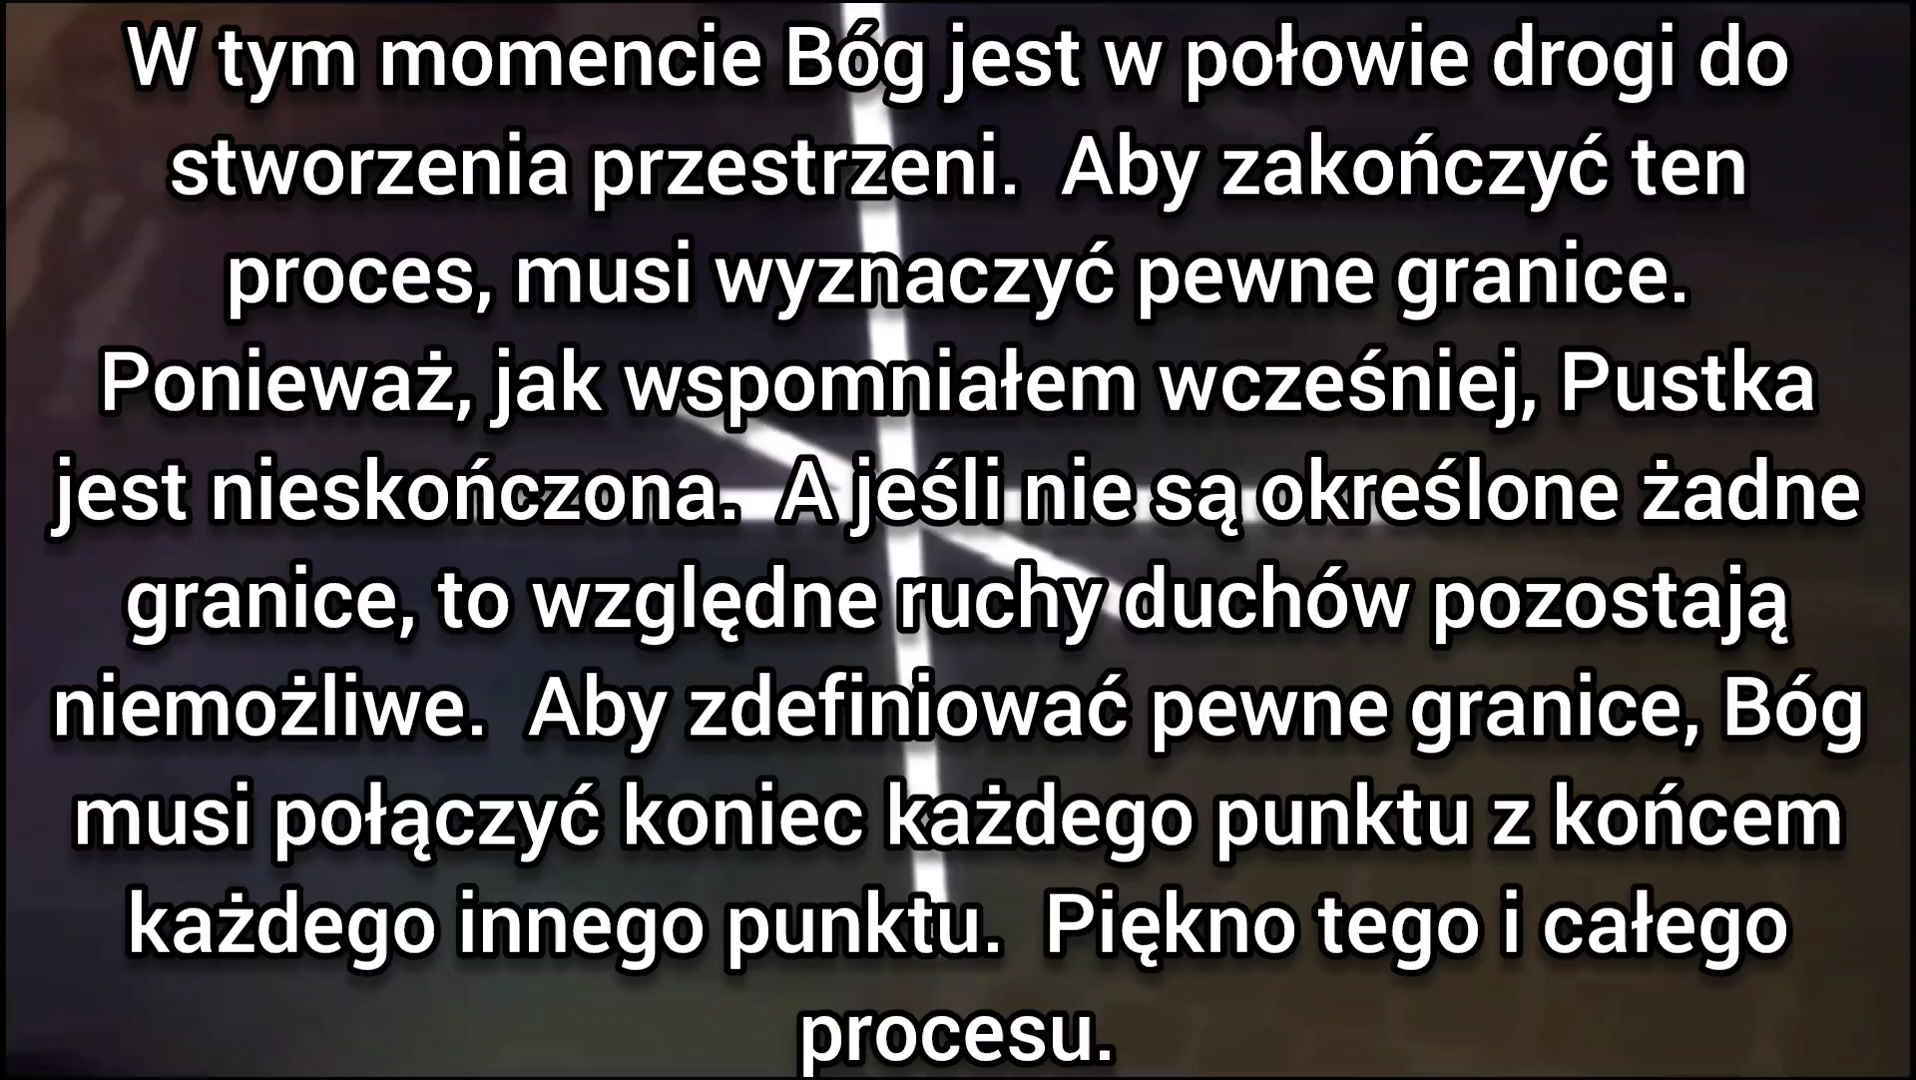 W tym momencie Bóg jest w połowie drogi do
stworzenia przestrzeni.  Aby zakończyć ten
proces, musi wyznaczyć pewne granice.
Ponieważ, jak wspomniałem wcześniej, Pustka
jest nieskończona.  A jeśli nie są określone żadne
granice, to względne ruchy duchów pozostają
niemożliwe.  Aby zdefiniować pewne granice, Bóg
musi połączyć koniec każdego punktu z końcem
każdego innego punktu.  Piękno tego i całego
procesu.